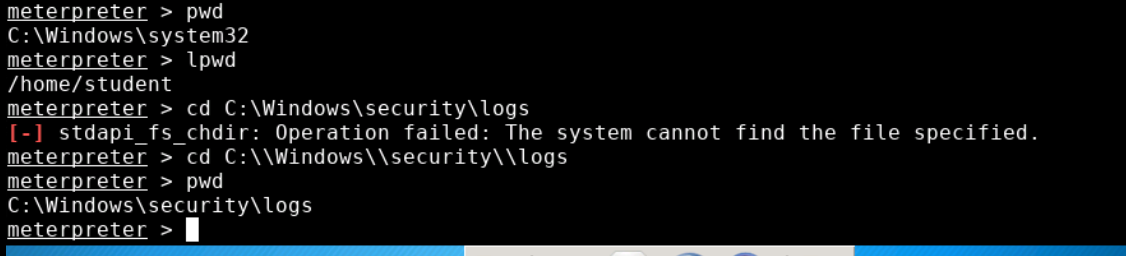 meterpreter > pwd
C:\Windows\system32
meterpreter > lpwd
/home/student
meterpreter > cd C:\Windows\security\logs
[-] stdapi_fs_chdir: Operation failed: The system cannot find the file specified.
meterpreter > cd C:\\Windows\\security\\logs
meterpreter > pwd
C:\Windows\security\logs
meterpreter >